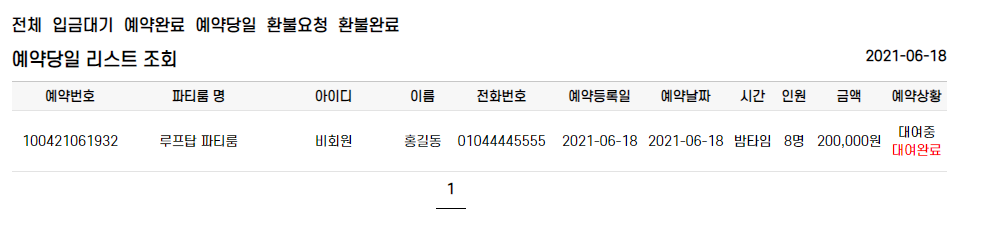 전체 입금대기 예약완료 예약당일 환불요청 환불완료
예약당일 리스트 조회 2021-06-18
예약번호 파티룸 명 아이디 이름 전화번호 예약등록일 예약날짜 시간 인원 금액 예약상황
100421061932 루프탑 파티룸 비회원 홍길동 01044445555 2021-06-18 2021-06-18 밤타임 8명 200,000원 대여중
대여완료
1